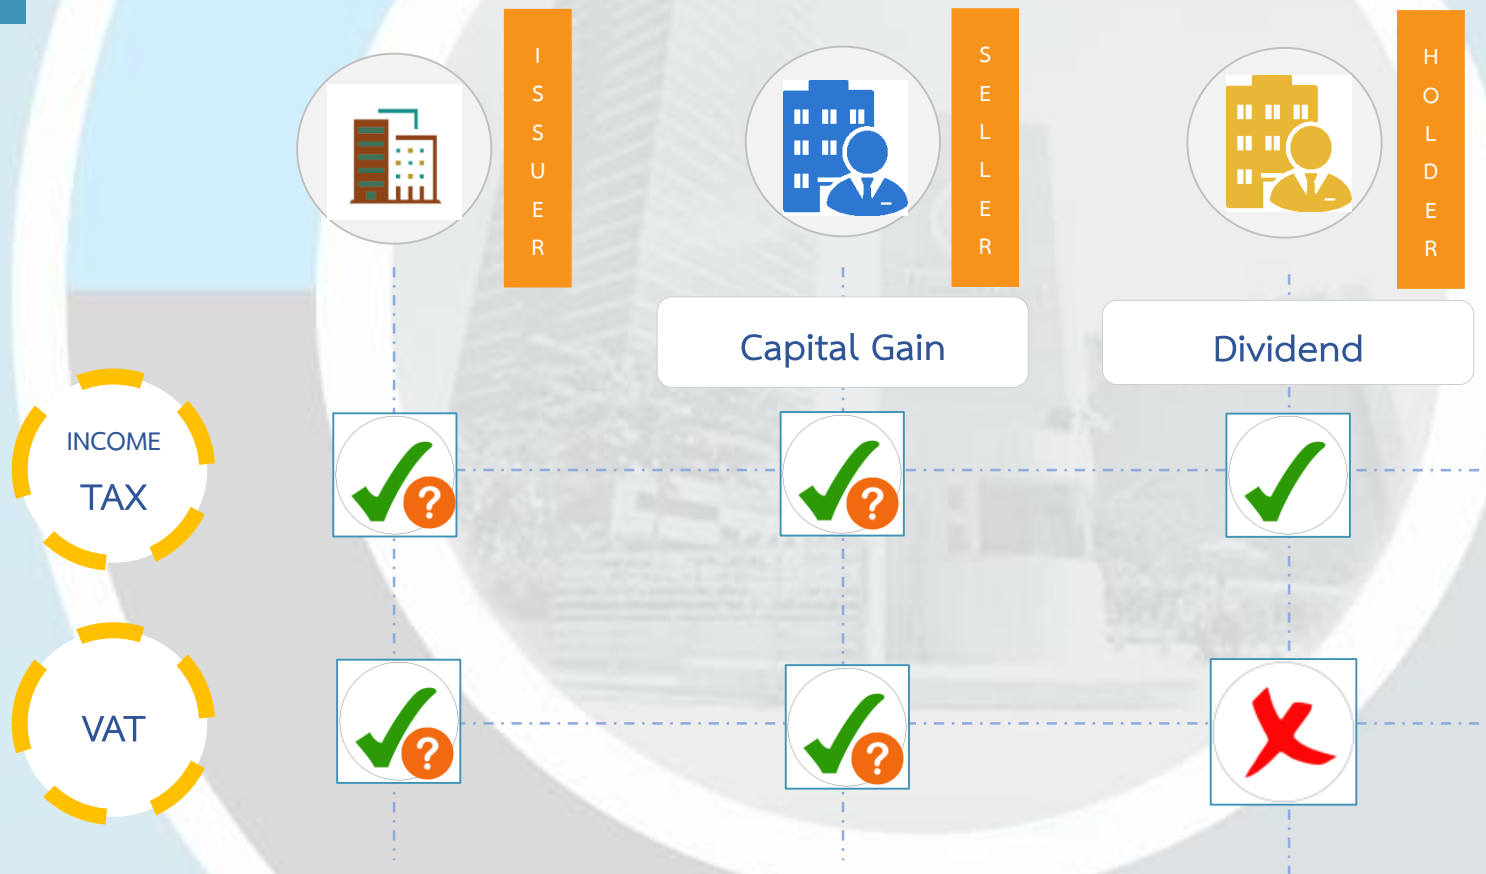 ISSUER
SELLER
HOLDER
Capital Gain
Dividend
INCOME
TAX
?
?
VAT
?
?